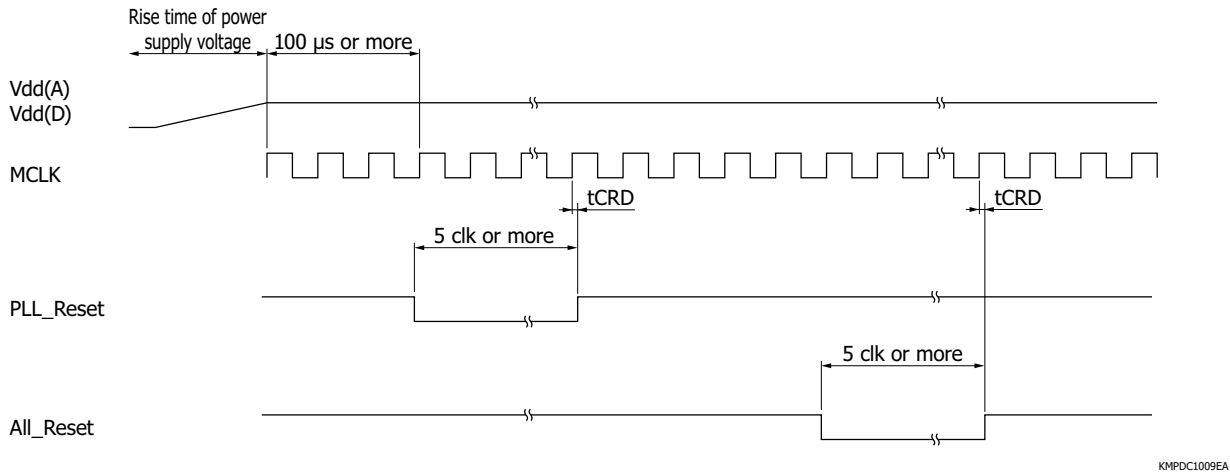 Rise time of power
supply voltage
100 µs or more
Vdd(A)
Vdd(D)
MCLK
tCRD
tCRD
5 clk or more
PLL_Reset
5 clk or more
All_Reset
KMPDC1009EA